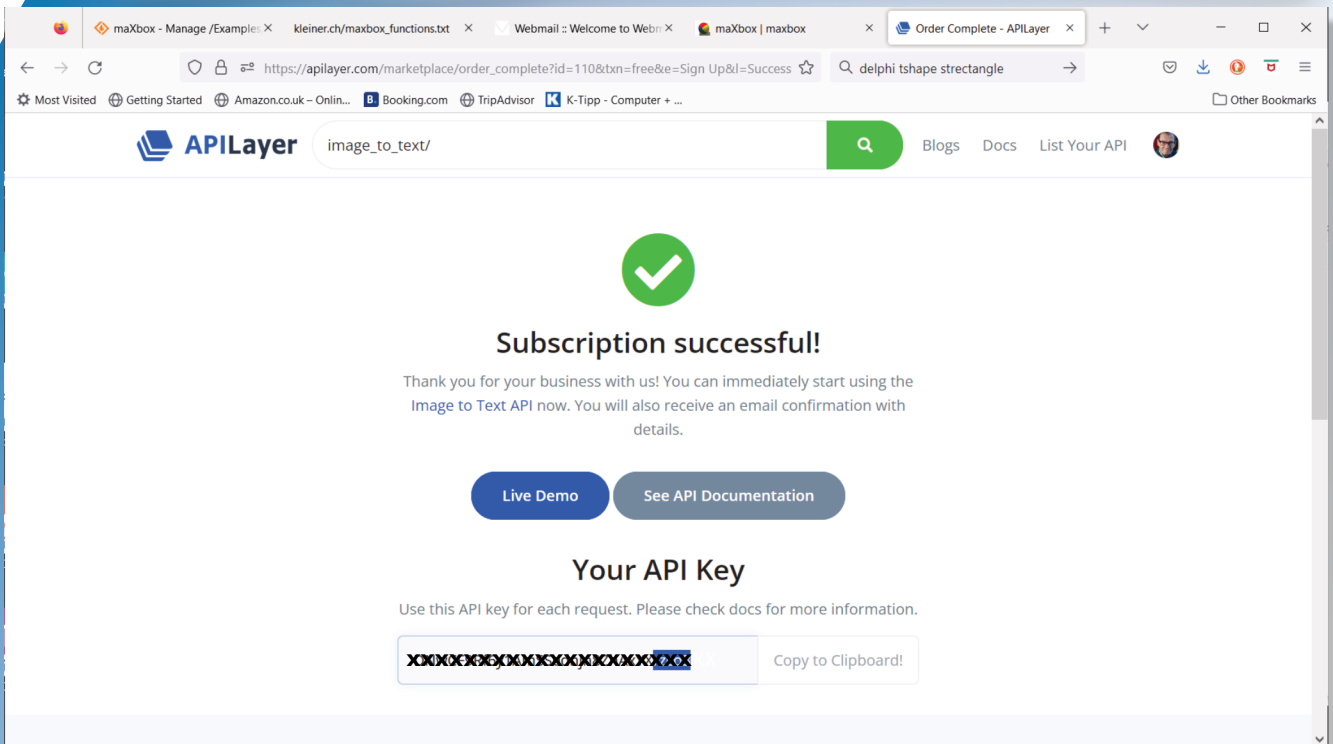 maXbox - Manage /Examples
kleiner.ch/maxbox_functions.txt
Webmail :: Welcome to Webm
maXbox | maxbox
Order Complete - APILayer
https://apilayer.com/marketplace/order_complete?id=110&txn=free&e=Sign Up&l=Success
delphi tshape strectangle
Most Visited
Getting Started
Amazon.co.uk – Onlin...
B.
Booking.com
TripAdvisor
K
K-Tipp - Computer + ...
Other Bookmarks
APILayer
image_to_text/
Blogs
Docs
List Your API
Subscription successful!
Thank you for your business with us! You can immediately start using the
Image to Text API now. You will also receive an email confirmation with
details.
Live Demo
See API Documentation
Your API Key
Use this API key for each request. Please check docs for more information.
Copy to Clipboard!